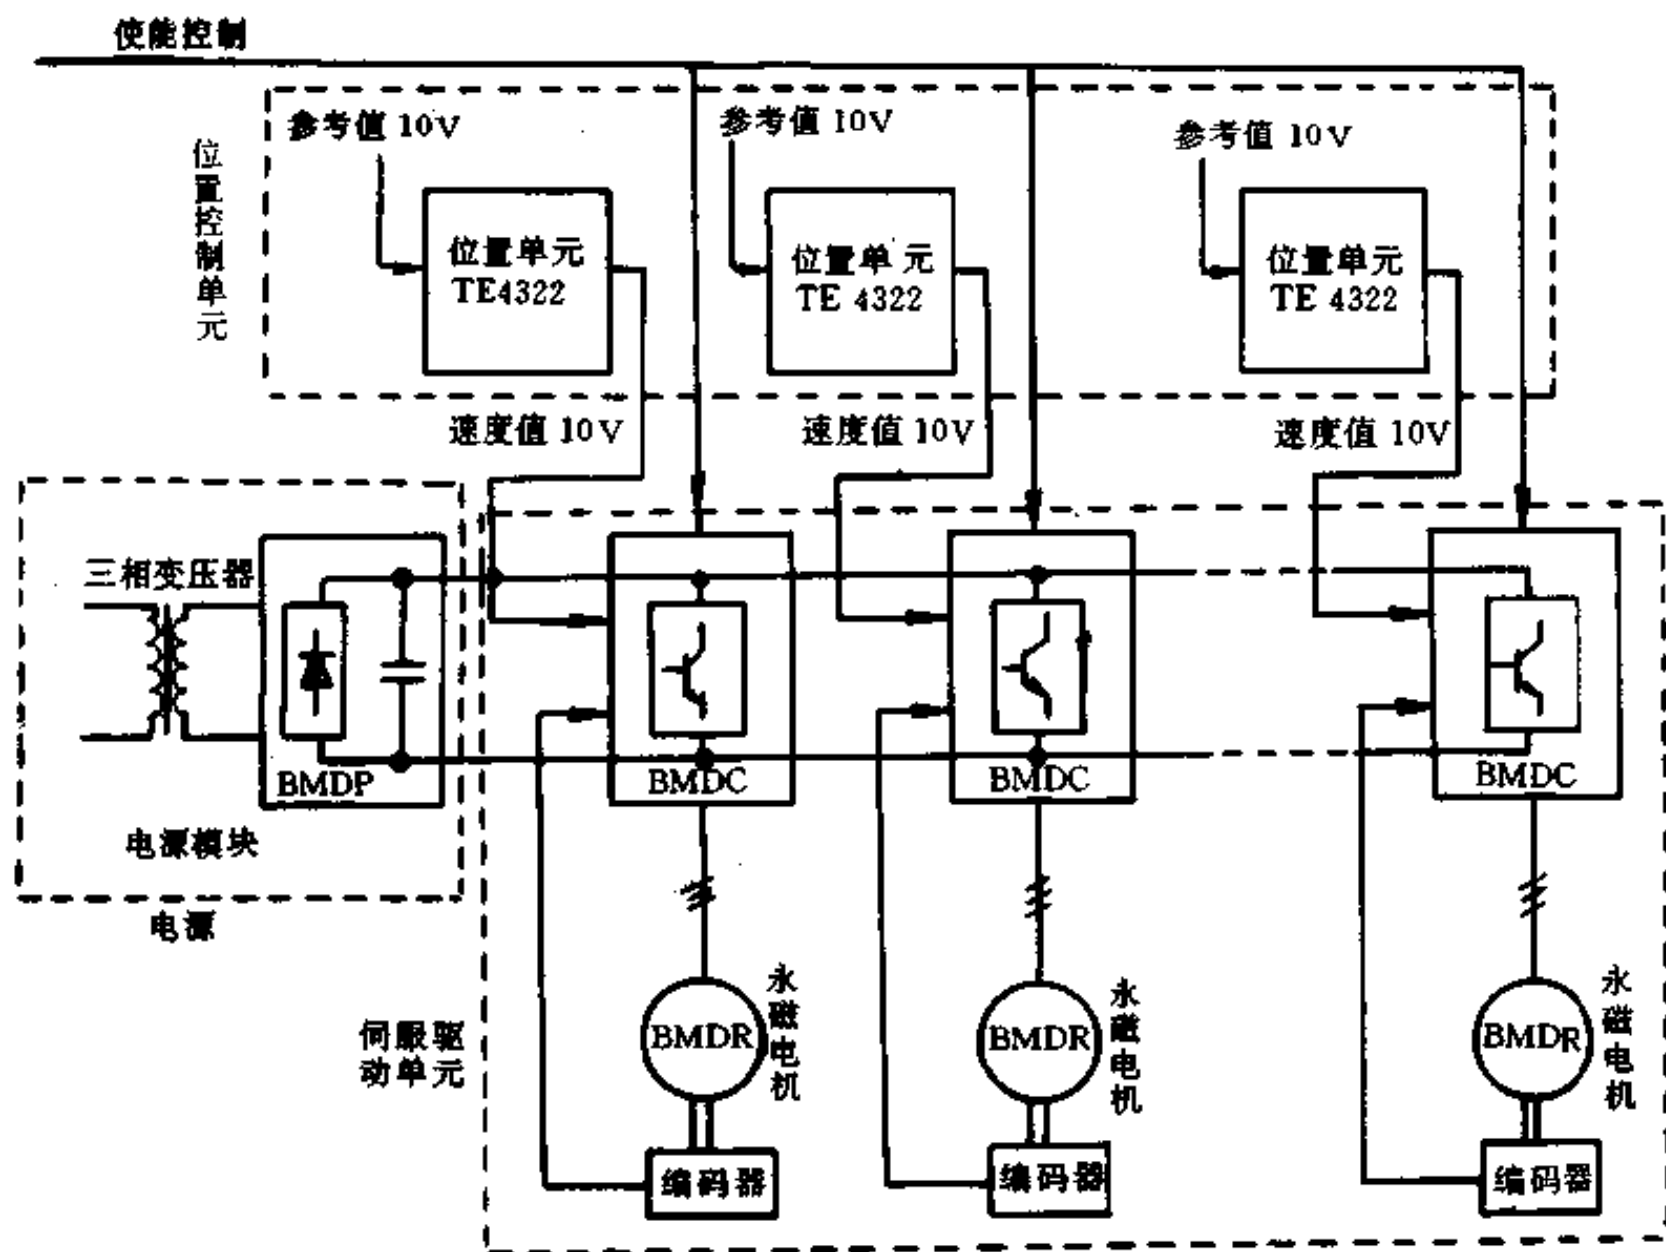 使能控制
参考值 10V
参考值 10V
参考值 10V
位置控制单元
位置单元
TE4322
位置单元
TE 4322
位置单元
TE 4322
速度值 10V
速度值 10V
速度值 10V
三相变压器
BMDP
BMDC
BMDC
BMDC
电源模块
电源
伺服驱
动单元
BMDR
永磁电机
BMDR
永磁电机
BMDR
永磁电机
编码器
编码器
编码器